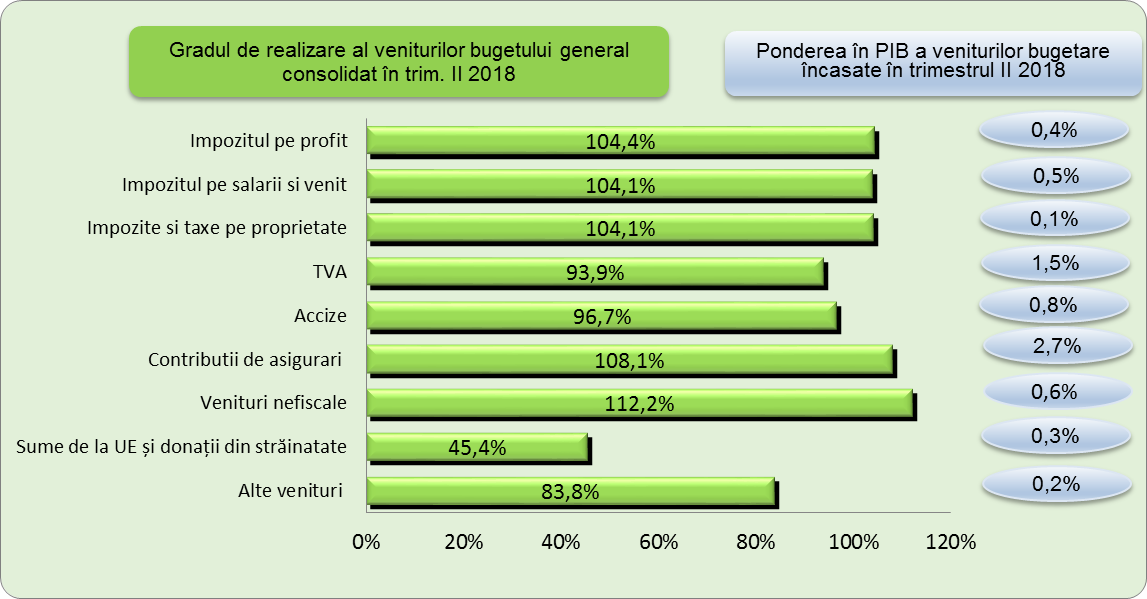 Gradul de realizare al veniturilor bugetului general
consolidat în trim. II 2018
Ponderea în PIB a veniturilor bugetare
încasate în trimestrul II 2018
Impozitul pe profit 104,4% 0,4%
Impozitul pe salarii si venit 104,1% 0,5%
Impozite si taxe pe proprietate 104,1% 0,1%
TVA 93,9% 1,5%
Accize 96,7% 0,8%
Contributii de asigurari 108,1% 2,7%
Venituri nefiscale 112,2% 0,6%
Sume de la UE și donații din străinatate 45,4% 0,3%
Alte venituri 83,8% 0,2%
0% 20% 40% 60% 80% 100% 120%